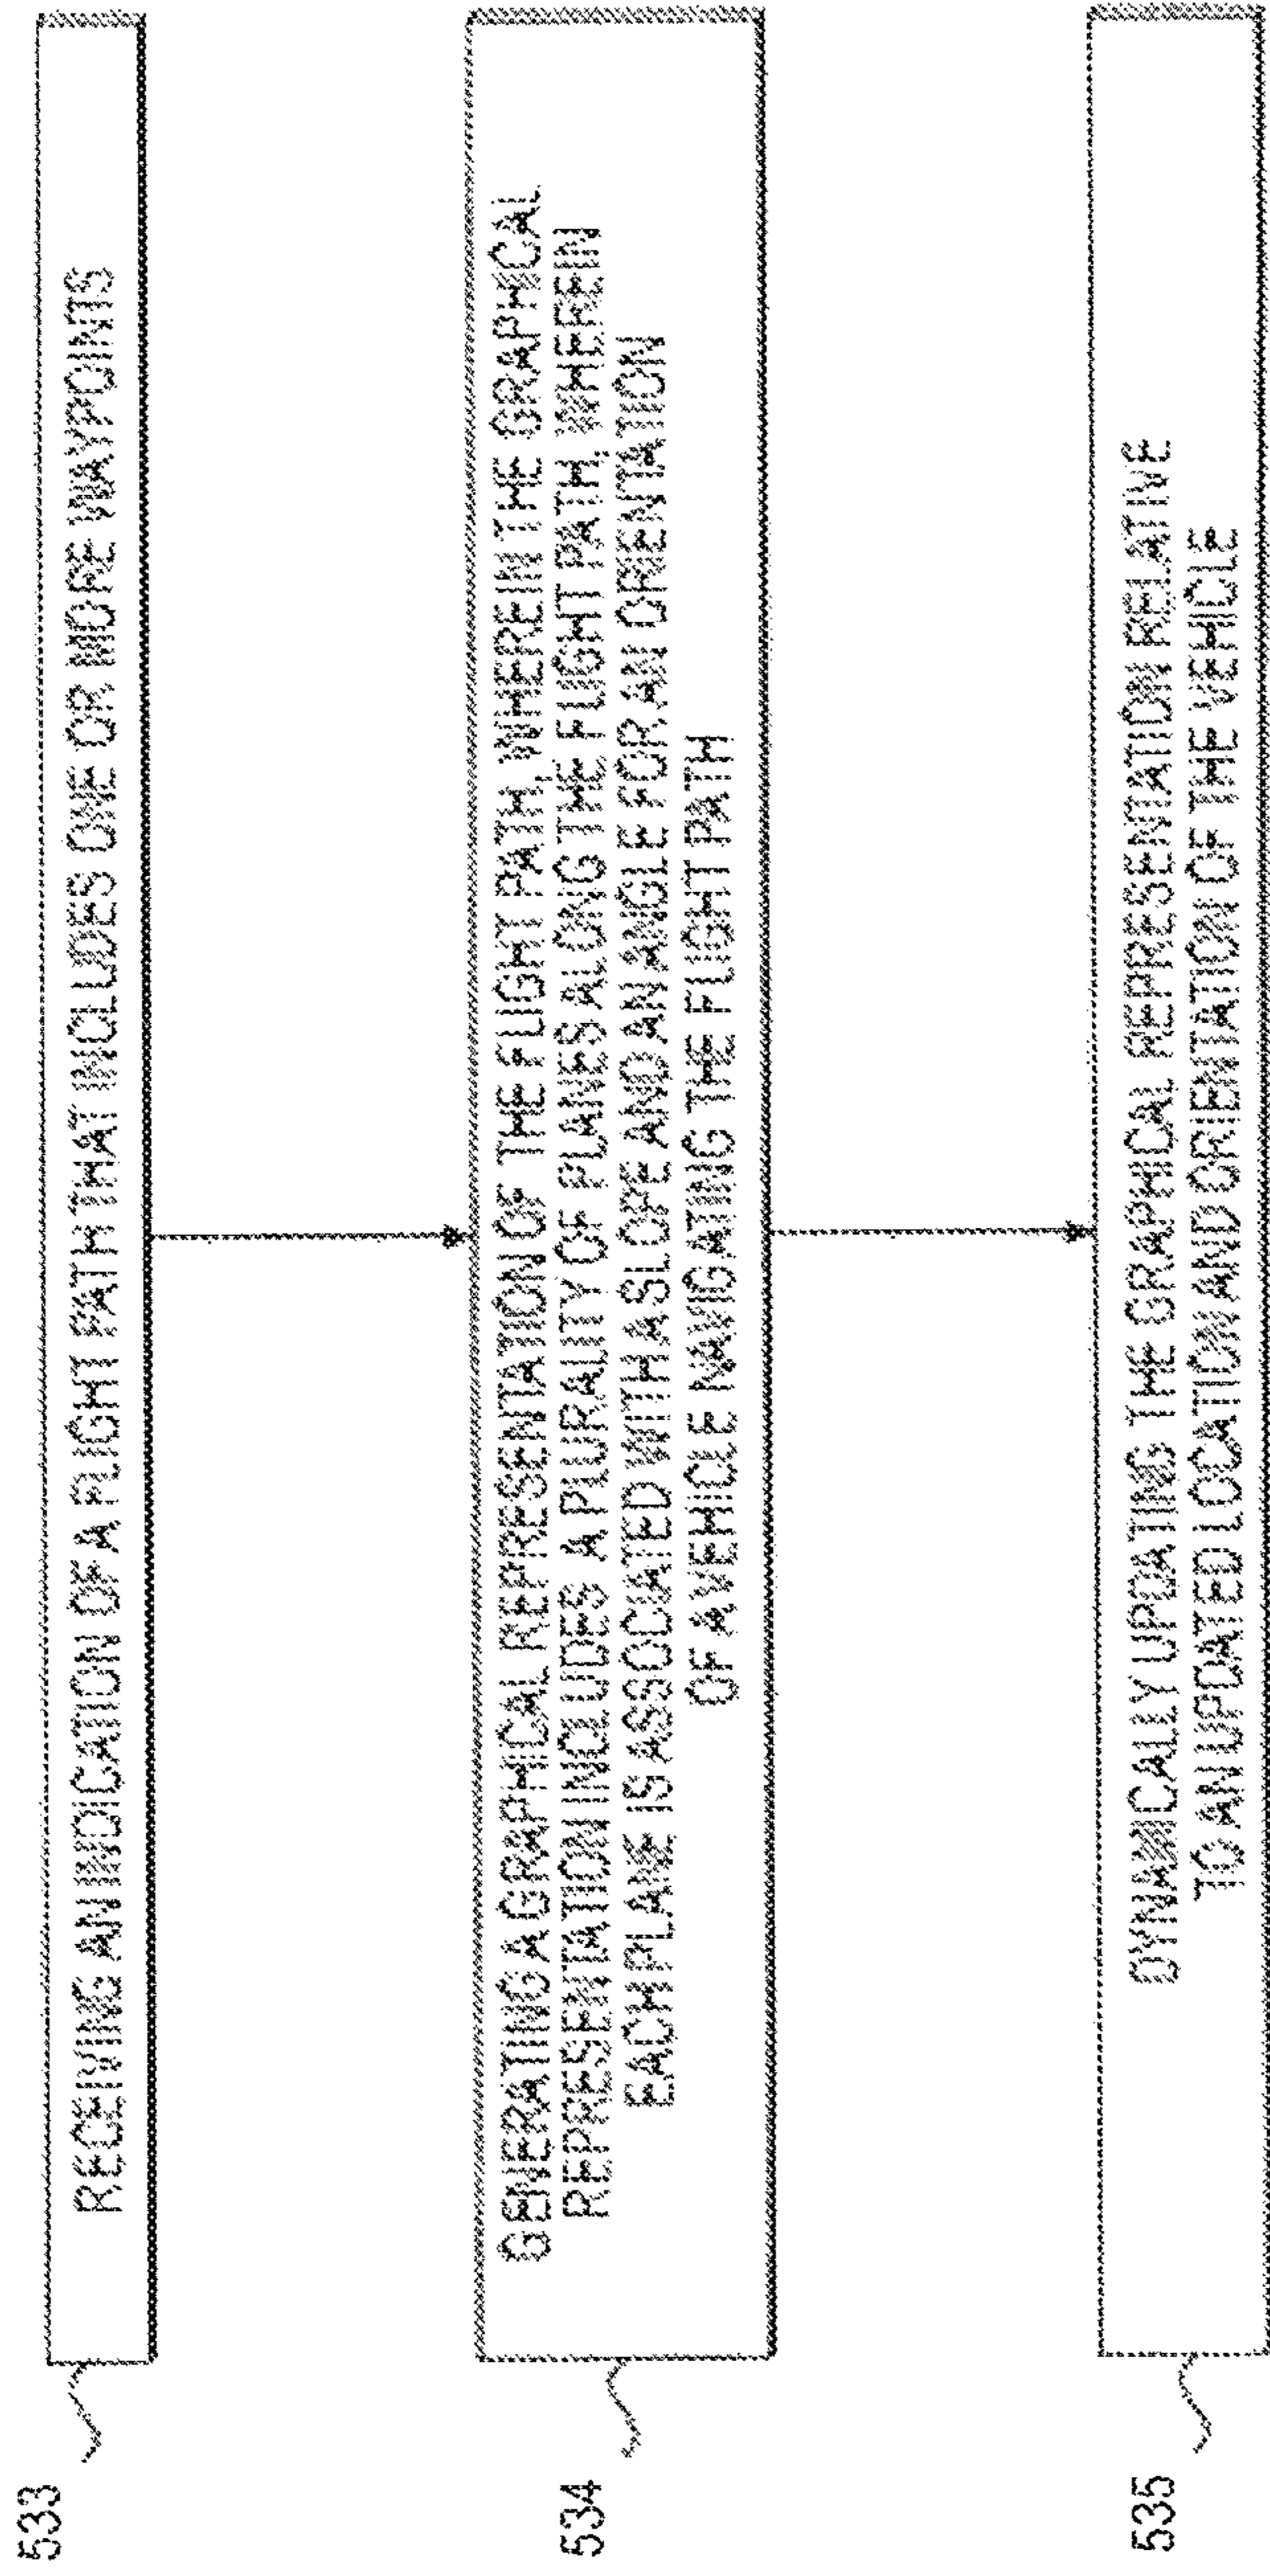 533
RECEIVING AN INDICATION OF A FLIGHT PATH THAT INCLUDES ONE OR MORE WAYPOINTS
534
GENERATING A GRAPHICAL REPRESENTATION OF THE FLIGHT PATH, WHEREIN THE GRAPHICAL
REPRESENTATION INCLUDES A PLURALITY OF PLANES ALONG THE FLIGHT PATH, WHEREIN
EACH PLANE IS ASSOCIATED WITH A SLOPE AND AN ANGLE FOR AN ORIENTATION
OF A VEHICLE NAVIGATING THE FLIGHT PATH
535
DYNAMICALLY UPDATING THE GRAPHICAL REPRESENTATION RELATIVE
TO AN UPDATED LOCATION AND ORIENTATION OF THE VEHICLE